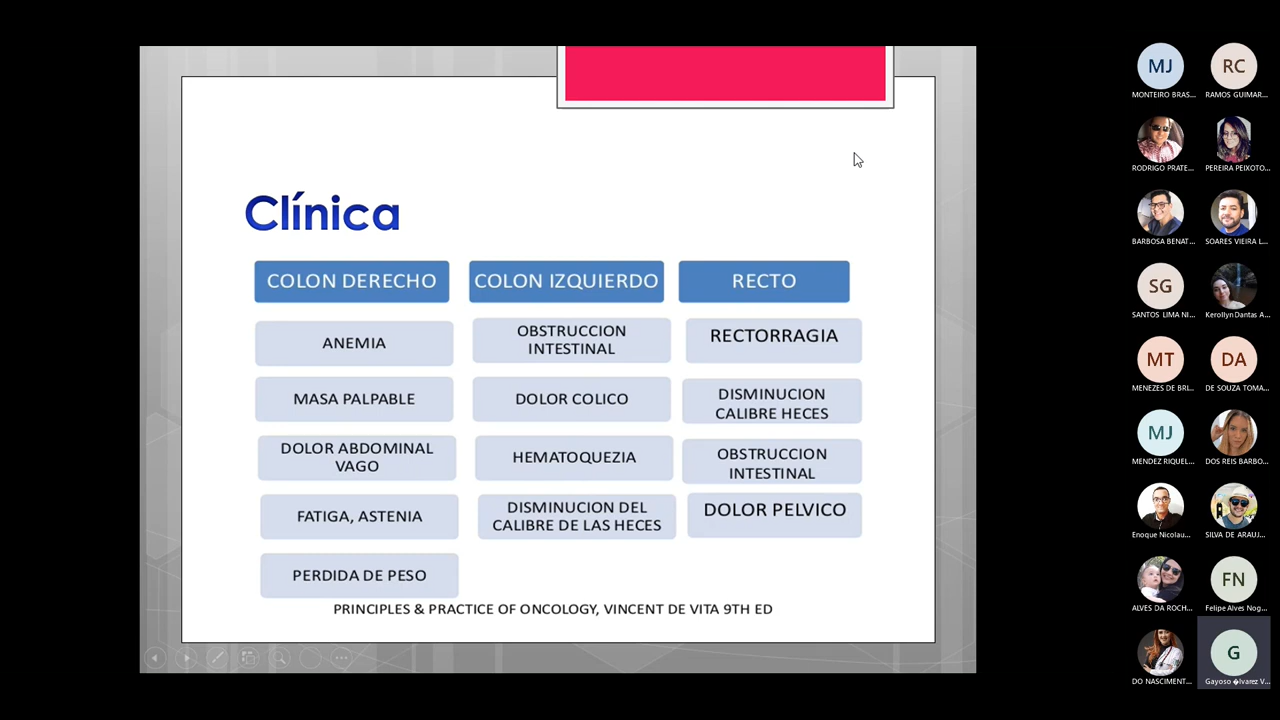 Clínica
COLON DERECHO
COLON IZQUIERDO
RECTO
ANEMIA
OBSTRUCCION
INTESTINAL
RECTORRAGIA
MASA PALPABLE
DOLOR COLICO
DISMINUCION
CALIBRE HECES
DOLOR ABDOMINAL
VAGO
HEMATOQUEZIA
OBSTRUCCION
INTESTINAL
FATIGA, ASTENIA
DISMINUCION DEL
CALIBRE DE LAS HECES
DOLOR PELVICO
PERDIDA DE PESO
PRINCIPLES & PRACTICE OF ONCOLOGY, VINCENT DE VITA 9TH ED
MJ
MONTEIRO BRAS...
RC
RAMOS GUIMAR...
RODRIGO PRATE...
PEREIRA PEIXOTO...
BARBOSA BENAT...
SOARES VIEIRA L...
SG
SANTOS LIMA NI...
Kerollyn Dantas A...
MT
MENEZES DE BRI...
DA
DE SOUZA TOMA...
MJ
MENDEZ RIQUEL...
DOS REIS BARBO...
Enoque Nicolau...
SILVA DE ARAUJ...
ALVES DA ROCH...
FN
Felipe Alves Nog...
DO NASCIMENT...
G
Gayoso �lvarez V...